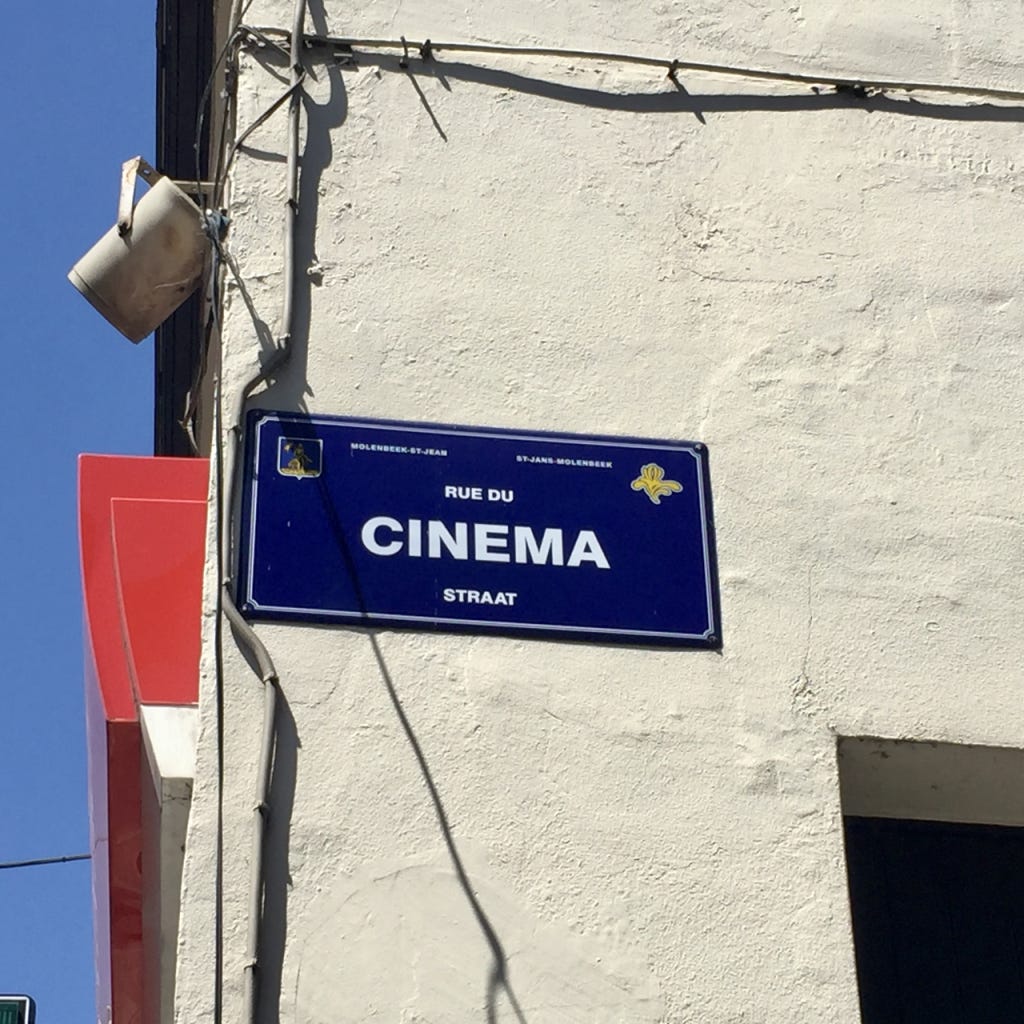 MOLENBEEK-ST-JEAN
ST-JANS-MOLENBEEK
RUE DU
CINEMA
STRAAT